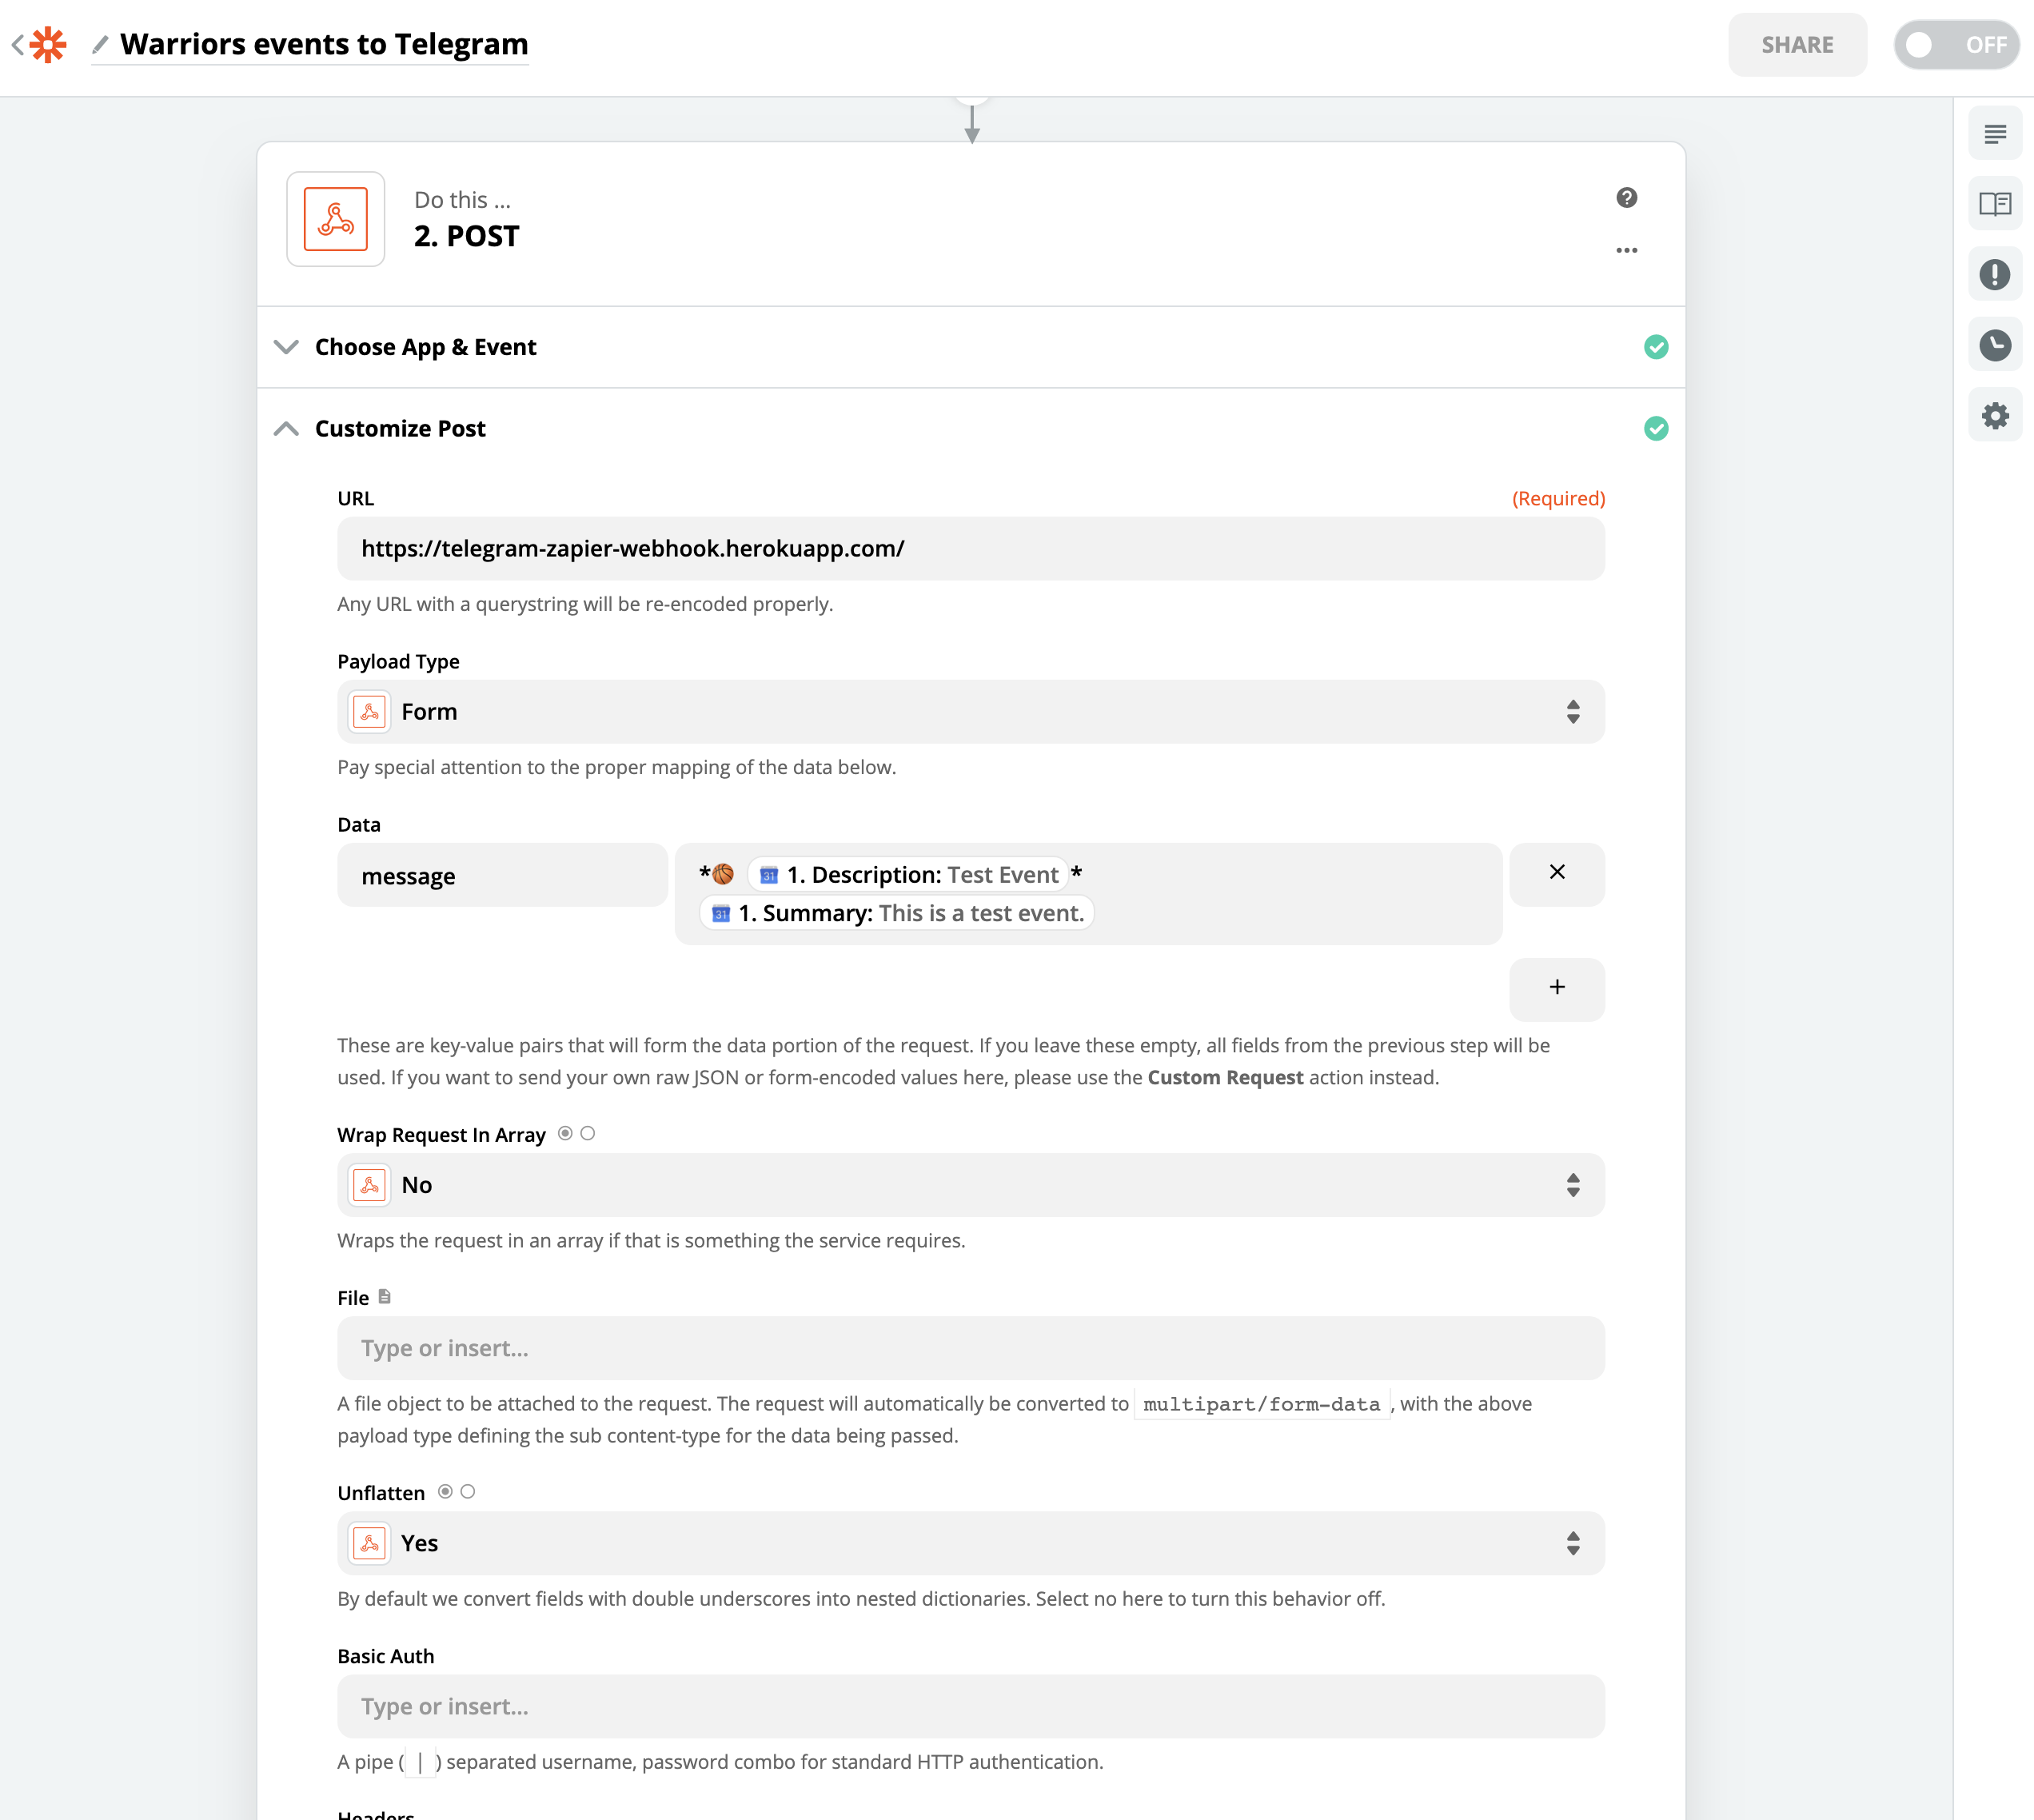 Warriors events to Telegram
SHARE
OFF
Do this ...
2. POST
Choose App & Event
Customize Post
URL
(Required)
https://telegram-zapier-webhook.herokuapp.com/
Any URL with a querystring will be re-encoded properly.
Payload Type
Form
Pay special attention to the proper mapping of the data below.
Data
message
*🏀 31 1. Description: Test Event *
31 1. Summary: This is a test event.
+
These are key-value pairs that will form the data portion of the request. If you leave these empty, all fields from the previous step will be
used. If you want to send your own raw JSON or form-encoded values here, please use the Custom Request action instead.
Wrap Request In Array
No
Wraps the request in an array if that is something the service requires.
File
Type or insert...
A file object to be attached to the request. The request will automatically be converted to multipart/form-data , with the above
payload type defining the sub content-type for the data being passed.
Unflatten
Yes
By default we convert fields with double underscores into nested dictionaries. Select no here to turn this behavior off.
Basic Auth
Type or insert...
A pipe ( | ) separated username, password combo for standard HTTP authentication.
Headers